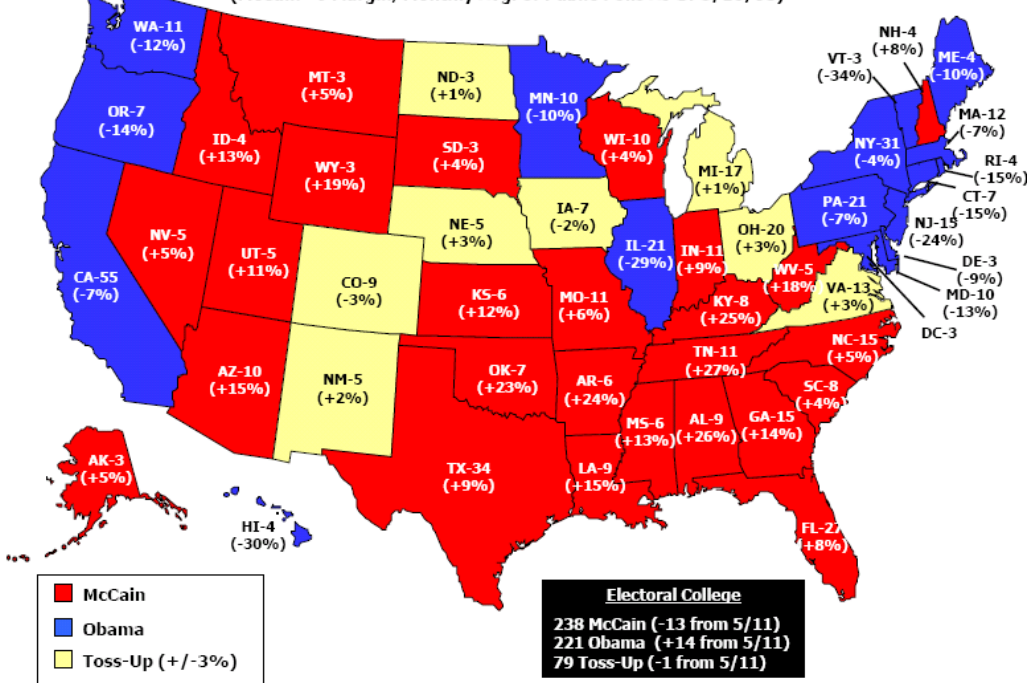 WA-11
(-12%)
OR-7
(-14%)
CA-55
(-7%)
NV-5
(+5%)
ID-4
(+13%)
MT-3
(+5%)
WY-3
(+19%)
UT-5
(+11%)
AZ-10
(+15%)
CO-9
(-3%)
NM-5
(+2%)
ND-3
(+1%)
SD-3
(+4%)
NE-5
(+3%)
KS-6
(+12%)
OK-7
(+23%)
TX-34
(+9%)
MN-10
(-10%)
IA-7
(-2%)
MO-11
(+6%)
AR-6
(+24%)
LA-9
(+15%)
WI-10
(+4%)
IL-21
(-29%)
MI-17
(+1%)
IN-11
(+9%)
OH-20
(+3%)
KY-8
(+25%)
TN-11
(+27%)
MS-6
(+13%)
AL-9
(+26%)
GA-15
(+14%)
FL-27
(+8%)
SC-8
(+4%)
NC-15
(+5%)
VA-13
(+3%)
WV-5
(+18%)
PA-21
(-7%)
NY-31
(-4%)
VT-3
(-34%)
NH-4
(+8%)
ME-4
(-10%)
MA-12
(-7%)
RI-4
(-15%)
CT-7
(-15%)
NJ-15
(-24%)
DE-3
(-9%)
MD-10
(-13%)
DC-3
AK-3
(+5%)
HI-4
(-30%)
McCain
Obama
Toss-Up (+/-3%)
Electoral College
238 McCain (-13 from 5/11)
221 Obama (+14 from 5/11)
79 Toss-Up (-1 from 5/11)